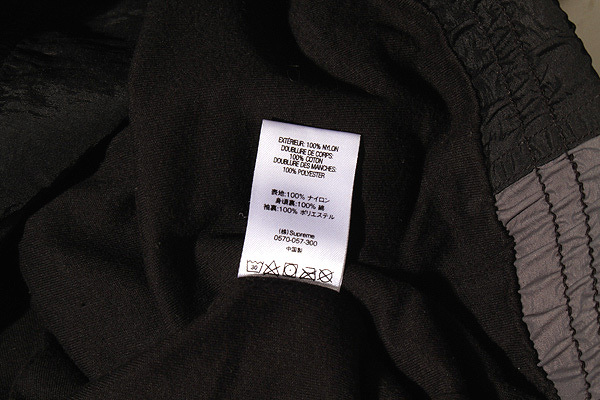 EXTÉRIEUR: 100% NYLON
DOUBLURE DE CORPS:
100% COTTON
DOUBLURE DES MANCHES:
100% POLYESTER
表地:100% ナイロン
身頃裏:100% 綿
袖裏:100% ポリエステル
(株) Supreme
0570-057-300
中国製
30